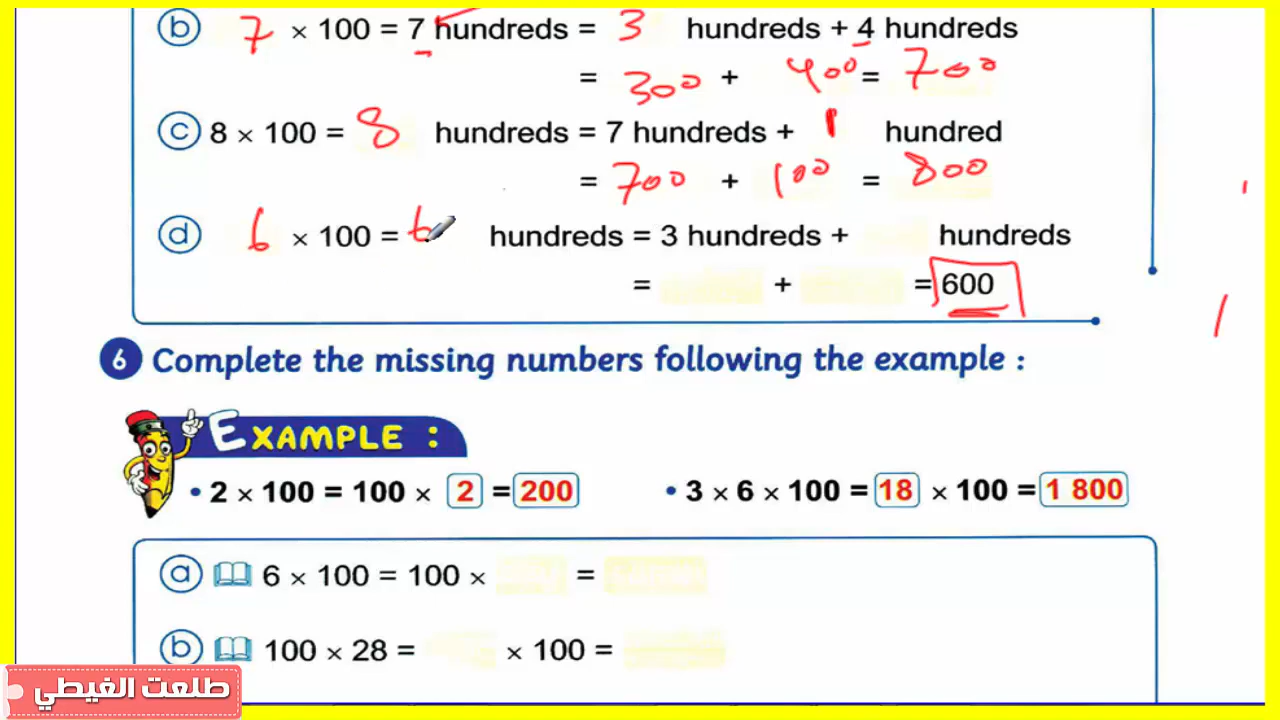 b 7 × 100 = 7 hundreds = 3 hundreds + 4 hundreds
= 300 + 400 = 700
c 8 × 100 = 8 hundreds = 7 hundreds + 1 hundred
= 700 + 100 = 800
d 6 × 100 = 6 hundreds = 3 hundreds + hundreds
= + = 600
6 Complete the missing numbers following the example :
EXAMPLE :
• 2 × 100 = 100 × 2 = 200 • 3 × 6 × 100 = 18 × 100 = 1 800
a 6 × 100 = 100 × =
b 100 × 28 = × 100 =
طلعت الغيطي